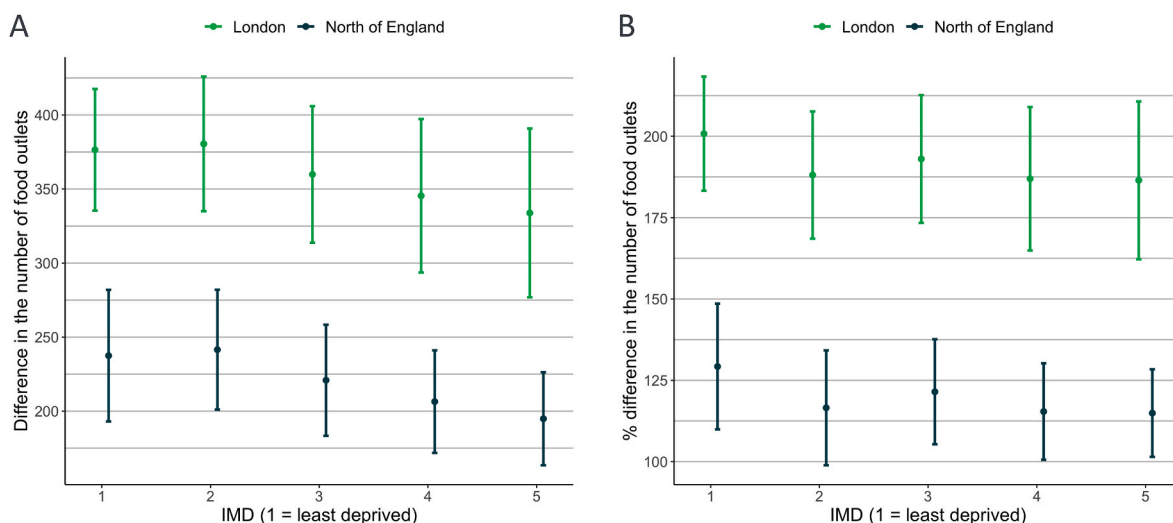 A
London North of England
Difference in the number of food outlets
400
350
300
250
200
1 2 3 4 5
IMD (1 = least deprived)
B
London North of England
% difference in the number of food outlets
200
175
150
125
100
1 2 3 4 5
IMD (1 = least deprived)